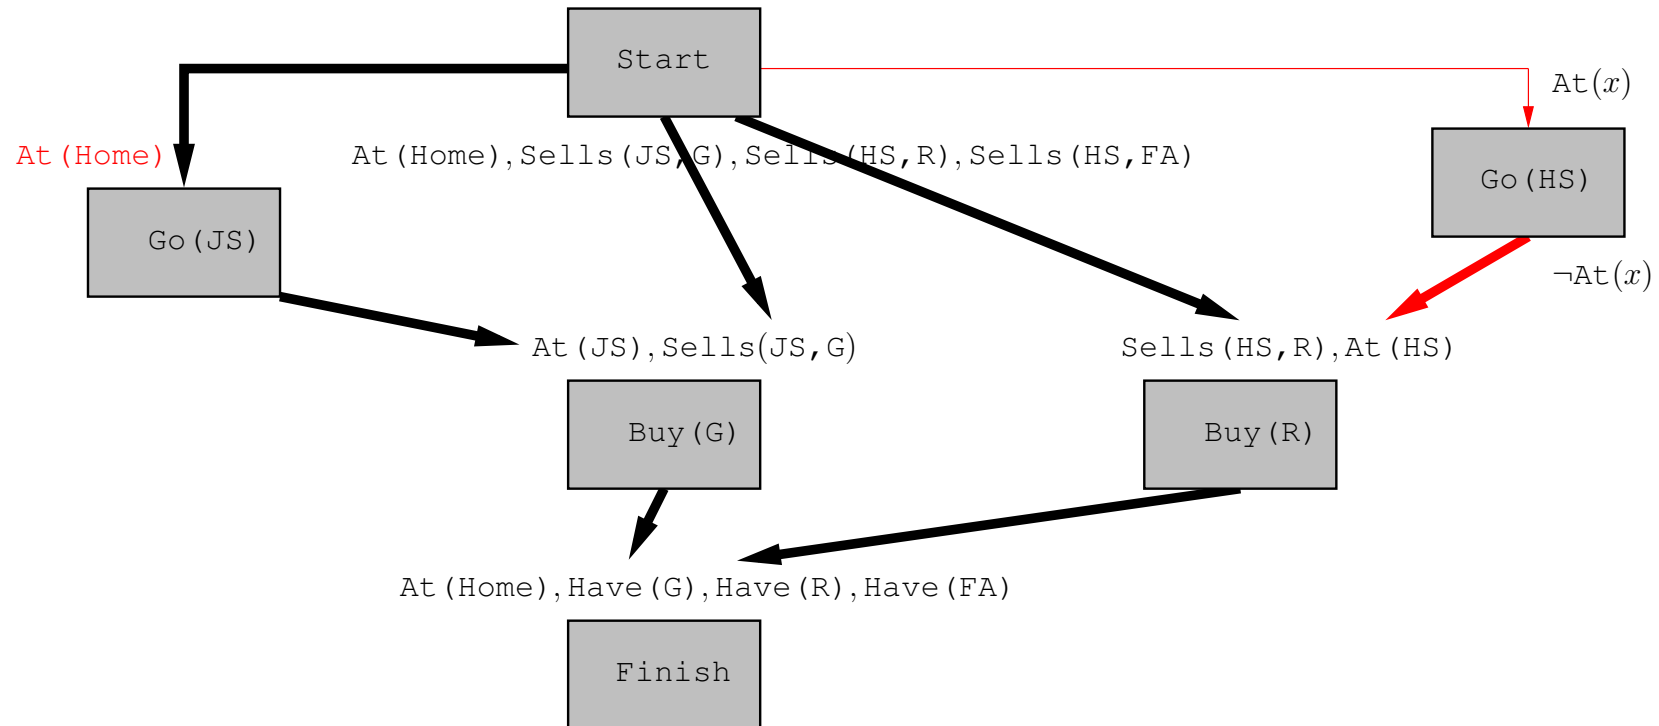 Start
At(x)
At(Home)
At(Home),Sells(JS,G),Sells(HS,R),Sells(HS,FA)
Go(HS)
Go(JS)
¬At(x)
At(JS),Sells(JS,G)
Sells(HS,R),At(HS)
Buy(G)
Buy(R)
At(Home),Have(G),Have(R),Have(FA)
Finish